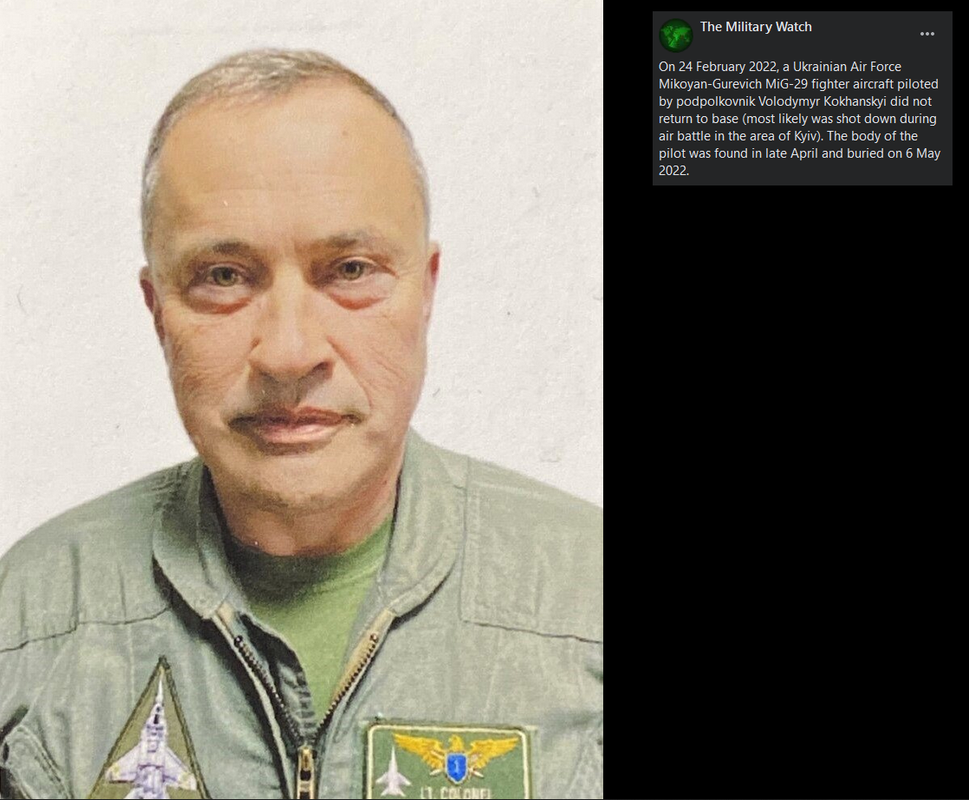 The Military Watch
On 24 February 2022, a Ukrainian Air Force
Mikoyan-Gurevich MiG-29 fighter aircraft piloted
by podpolkovnik Volodymyr Kokhanskyi did not
return to base (most likely was shot down during
air battle in the area of Kyiv). The body of the
pilot was found in late April and buried on 6 May
2022.
LT. COLONEL